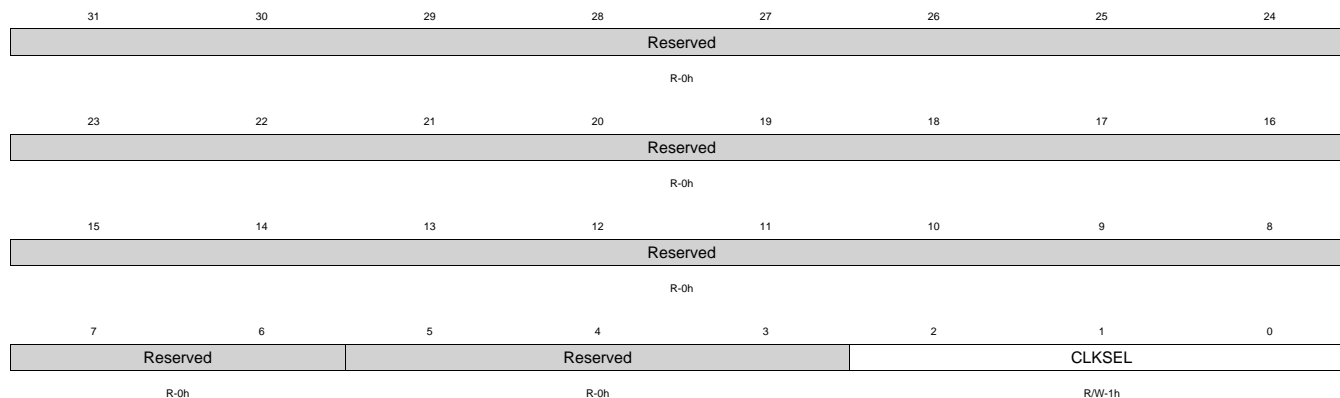 31 30 29 28 27 26 25 24
Reserved
R-0h
23 22 21 20 19 18 17 16
Reserved
R-0h
15 14 13 12 11 10 9 8
Reserved
R-0h
7 6 5 4 3 2 1 0
Reserved Reserved CLKSEL
R-0h R-0h R/W-1h